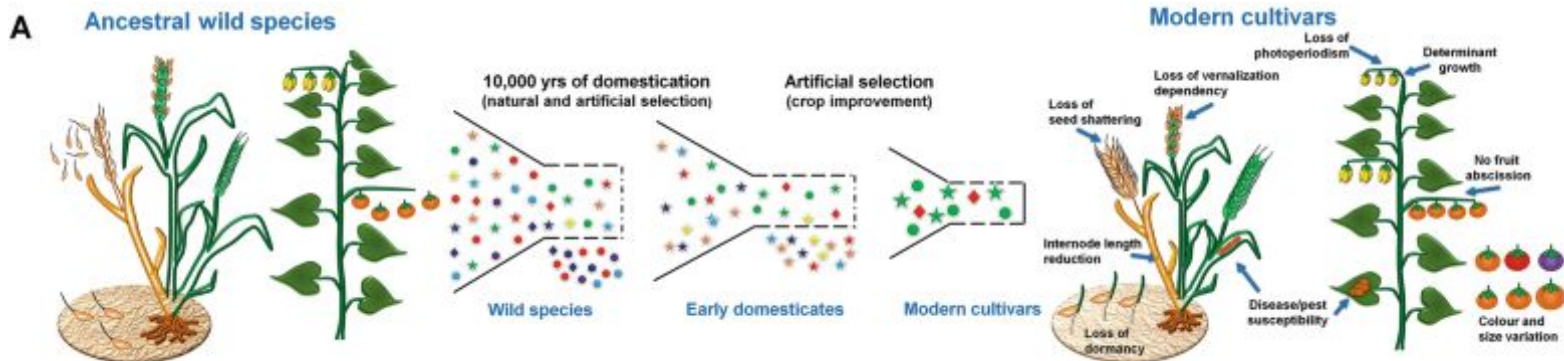 A
Ancestral wild species
10,000 yrs of domestication
(natural and artificial selection)
Artificial selection
(crop improvement)
Wild species
Early domesticates
Modern cultivars
Modern cultivars
Loss of
photoperiodism
Determinant
growth
Loss of vernalization
dependency
Loss of
seed shattering
No fruit
abscission
Internode length
reduction
Disease/pest
susceptibility
Loss of
dormancy
Colour and
size variation